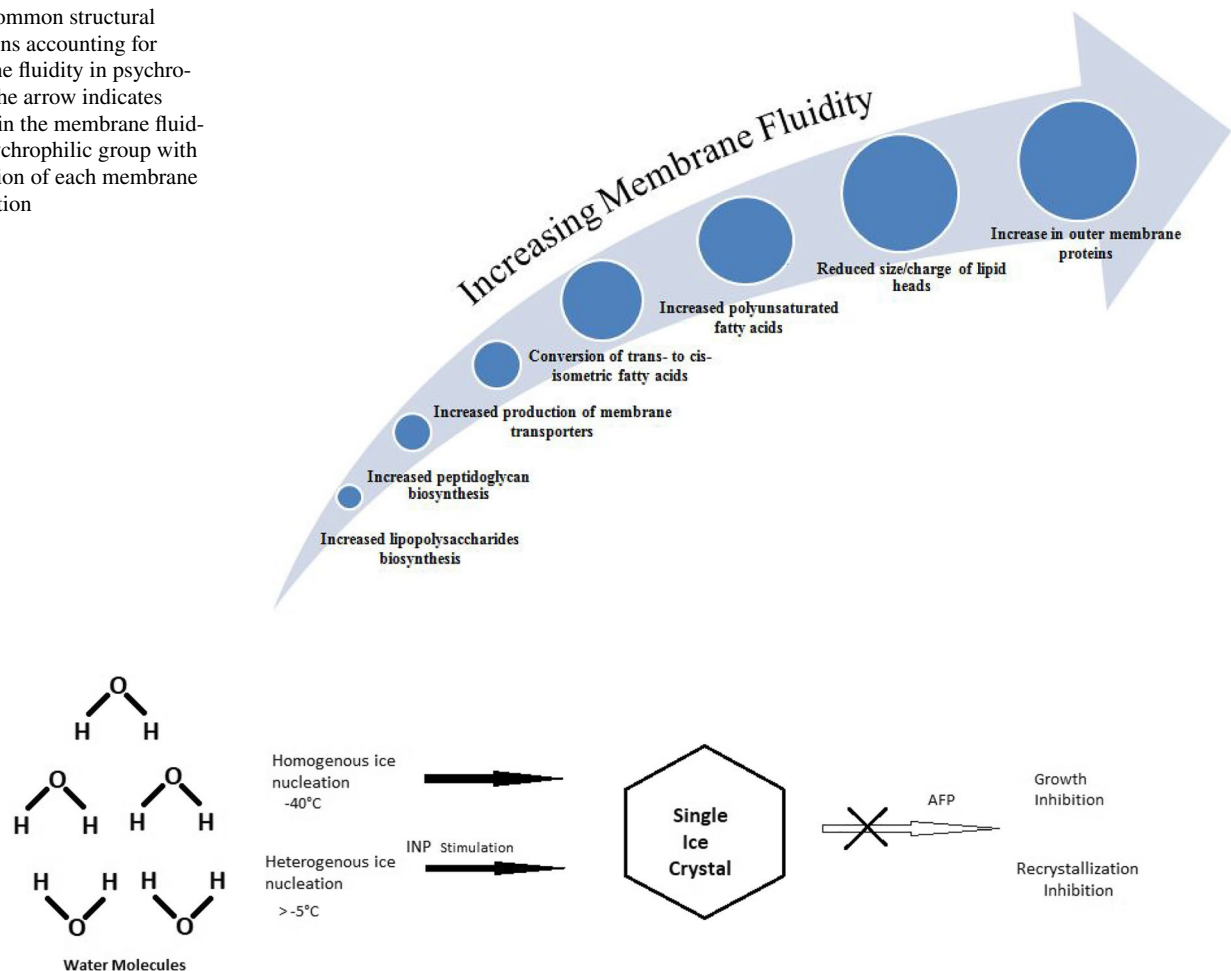 ommon structural
ns accounting for
ne fluidity in psychro-
he arrow indicates
in the membrane fluid-
ychrophilic group with
ion of each membrane
tion
Increasing Membrane Fluidity
Increase in outer membrane
proteins
Reduced size/charge of lipid
heads
Increased polyunsaturated
fatty acids
Conversion of trans- to cis-
isometric fatty acids
Increased production of membrane
transporters
Increased peptidoglycan
biosynthesis
Increased lipopolysaccharides
biosynthesis
O
H H
O
H H
O
H H
H H
O
H H
O
Water Molecules
Homogenous ice
nucleation
-40°C
Heterogenous ice
nucleation
> -5°C
INP Stimulation
Single
Ice
Crystal
AFP
Growth
Inhibition
Recrystallization
Inhibition